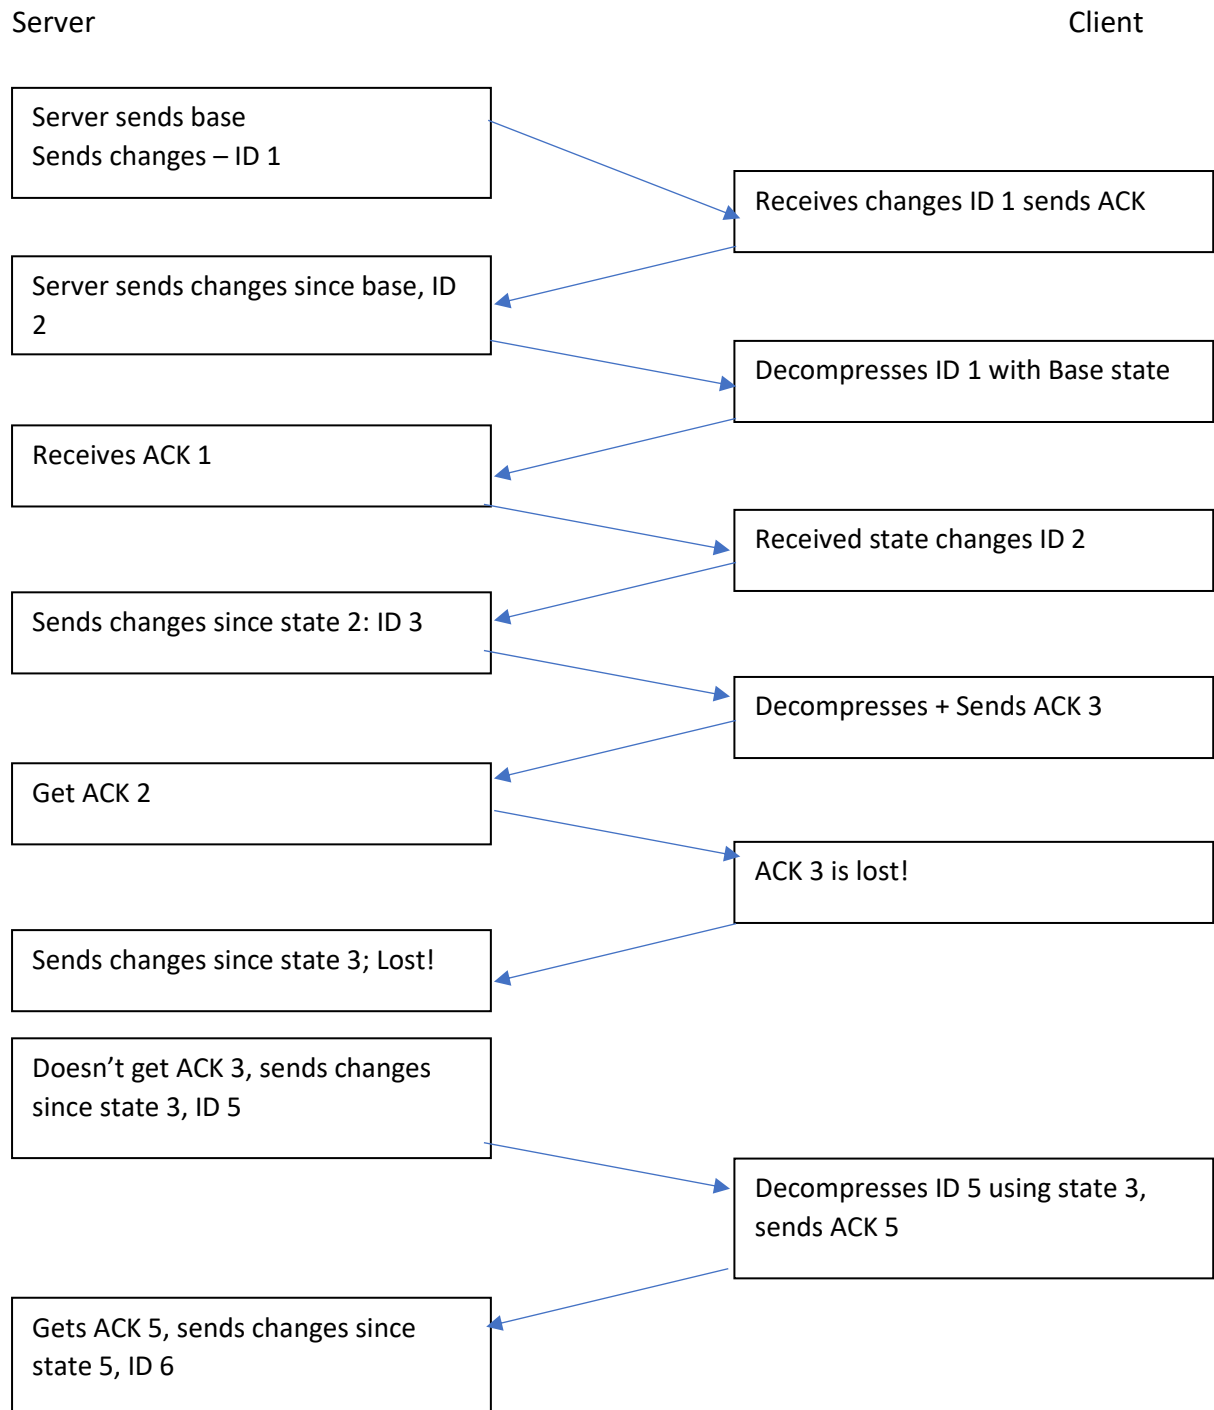 Server
Client
Server sends base
Sends changes – ID 1
Receives changes ID 1 sends ACK
Server sends changes since base, ID
2
Decompresses ID 1 with Base state
Receives ACK 1
Received state changes ID 2
Sends changes since state 2: ID 3
Decompresses + Sends ACK 3
Get ACK 2
ACK 3 is lost!
Sends changes since state 3; Lost!
Doesn’t get ACK 3, sends changes
since state 3, ID 5
Decompresses ID 5 using state 3,
sends ACK 5
Gets ACK 5, sends changes since
state 5, ID 6